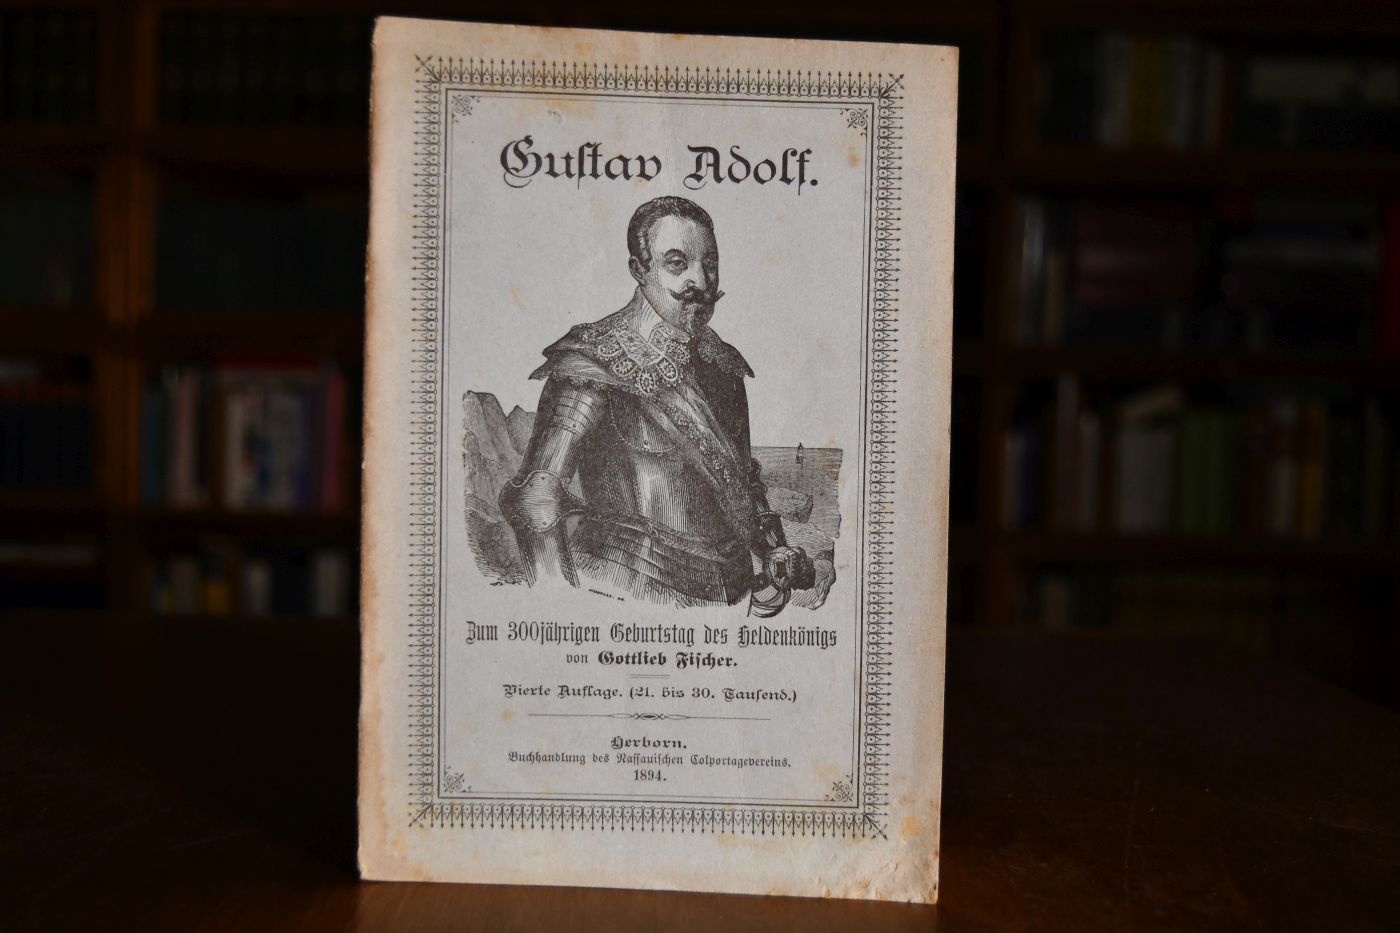 Guſtav Adolf.
Zum 300jährigen Geburtstag des Heldenkönigs
von Gottlieb Fiſcher.
Vierte Auflage. (21. bis 30. Tauſend.)
Herborn.
Buchhandlung des Naſſauiſchen Colportagevereins.
1894.